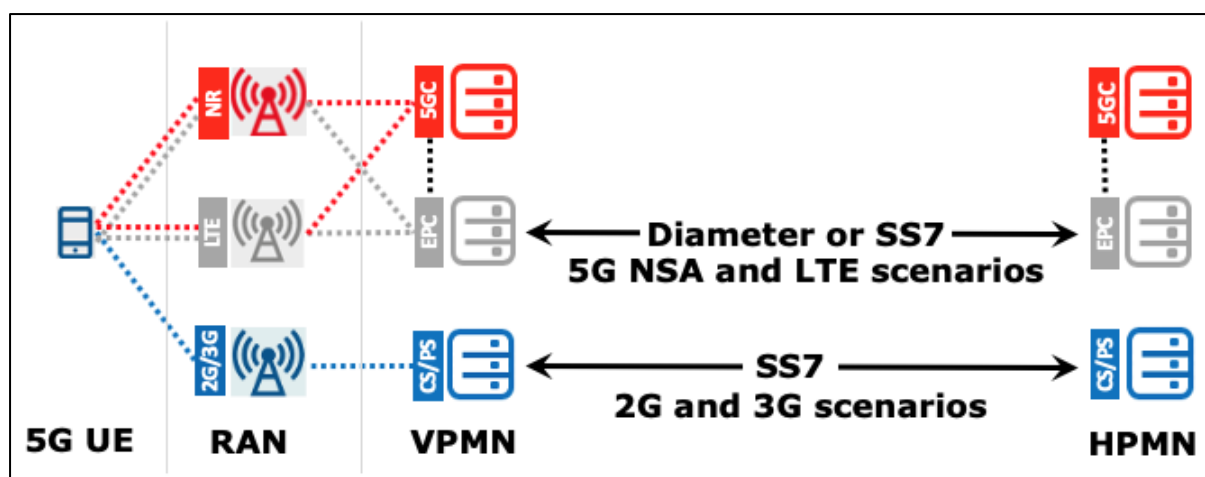 NR
5GC
5GC
LTE
EPC
Diameter or SS7
5G NSA and LTE scenarios
EPC
2G/3G
CS/PS
SS7
2G and 3G scenarios
CS/PS
5G UE
RAN
VPMN
HPMN